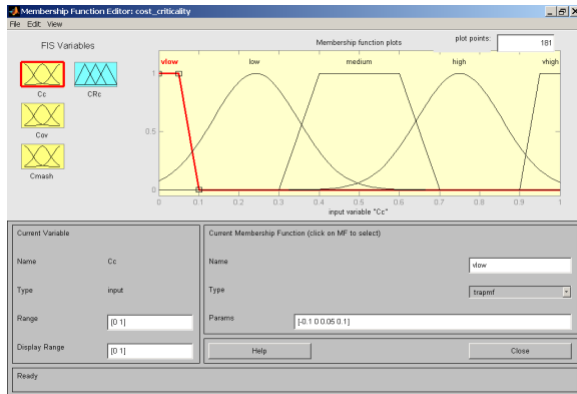 Membership Function Editor: cost_criticality
File Edit View
FIS Variables
Membership function plots
plot points:
181
vlow low medium high vhigh
1
0.5
0
0 0.1 0.2 0.3 0.4 0.5 0.6 0.7 0.8 0.9 1
input variable "Cc"
Cc
CRc
Cov
Cmash
Current Variable
Name Cc
Type input
Range [0 1]
Display Range [0 1]
Current Membership Function (click on MF to select)
Name vlow
Type trapmf
Params [-0.1 0 0.05 0.1]
Help Close
Ready